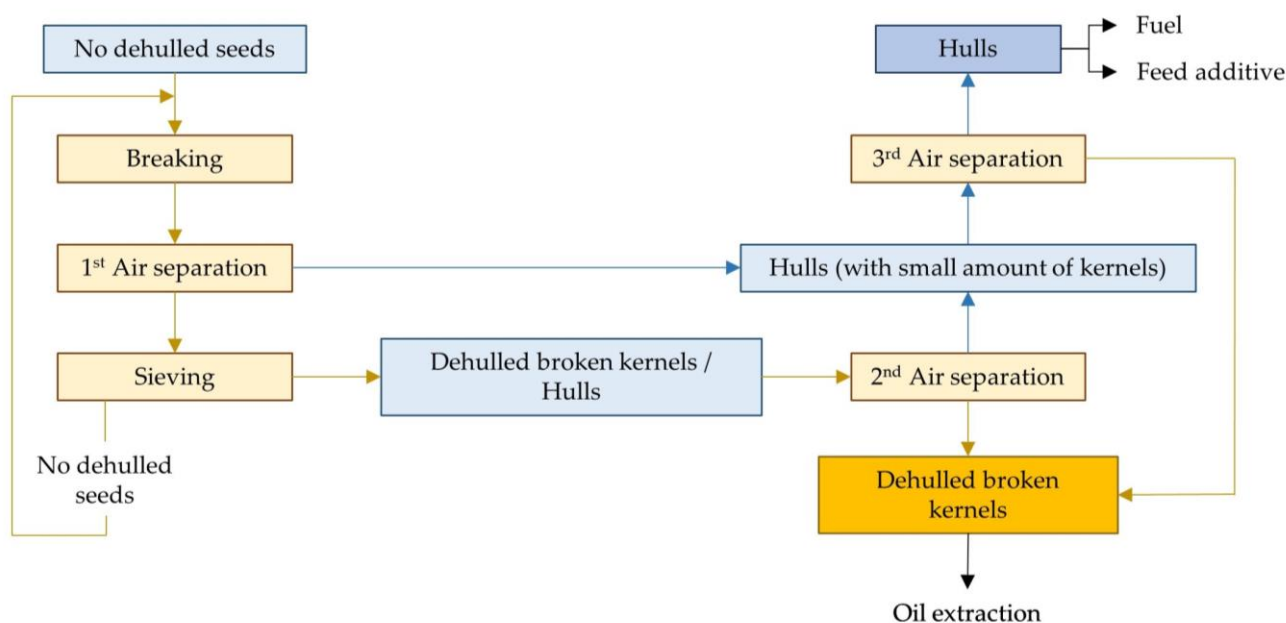 No dehulled seeds
Breaking
1st Air separation
Sieving
No dehulled
seeds
Dehulled broken kernels /
Hulls
Hulls
Fuel
Feed additive
3rd Air separation
Hulls (with small amount of kernels)
2nd Air separation
Dehulled broken
kernels
Oil extraction